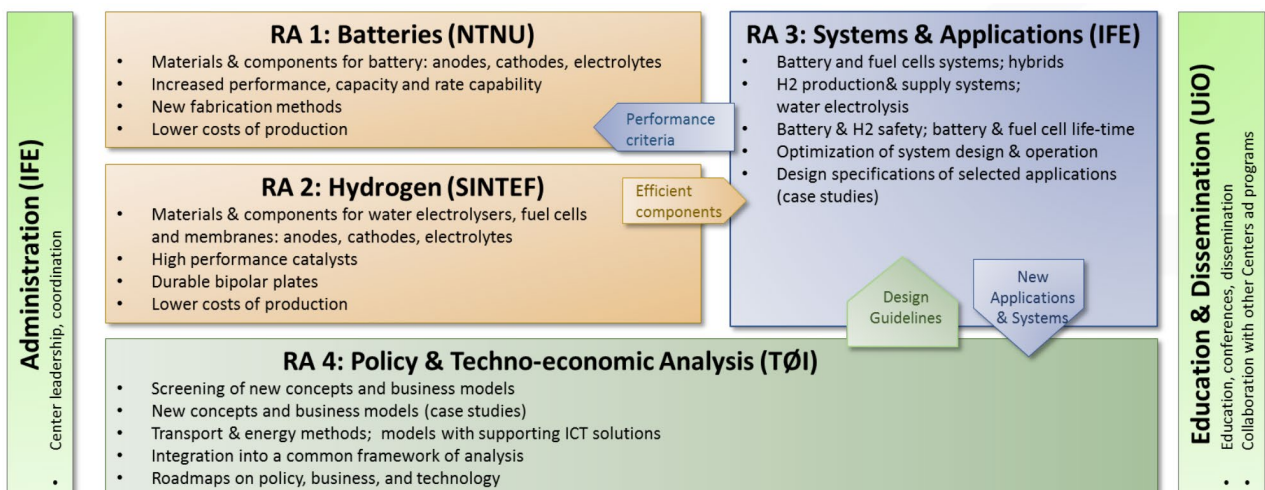 Administration (IFE)
• Center leadership, coordination
RA 1: Batteries (NTNU)
• Materials & components for battery: anodes, cathodes, electrolytes
• Increased performance, capacity and rate capability
• New fabrication methods
• Lower costs of production
Performance
criteria
RA 2: Hydrogen (SINTEF)
• Materials & components for water electrolysers, fuel cells
and membranes: anodes, cathodes, electrolytes
• High performance catalysts
• Durable bipolar plates
• Lower costs of production
Efficient
components
RA 3: Systems & Applications (IFE)
• Battery and fuel cells systems; hybrids
• H2 production& supply systems;
water electrolysis
• Battery & H2 safety; battery & fuel cell life-time
• Optimization of system design & operation
• Design specifications of selected applications
(case studies)
Design
Guidelines
New
Applications
& Systems
RA 4: Policy & Techno-economic Analysis (TØI)
• Screening of new concepts and business models
• New concepts and business models (case studies)
• Transport & energy methods; models with supporting ICT solutions
• Integration into a common framework of analysis
• Roadmaps on policy, business, and technology
Education & Dissemination (UiO)
• Education, conferences, dissemination
• Collaboration with other Centers ad programs